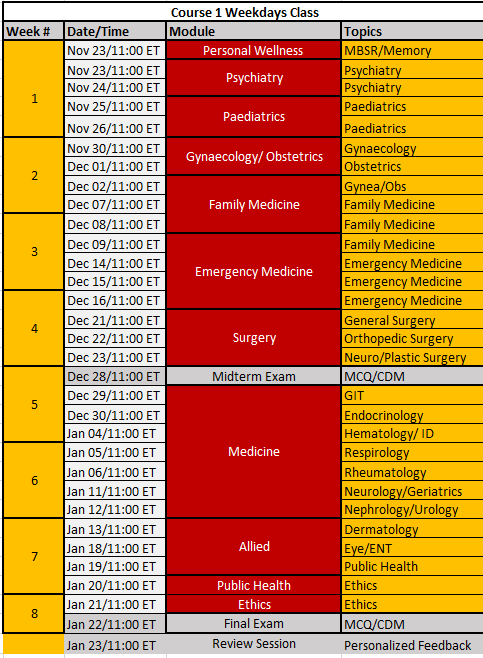 Course 1 Weekdays Class
Week # Date/Time Module Topics
Nov 23/11:00 ET Personal Wellness MBSR/Memory
Nov 23/11:00 ET Psychiatry
Psychiatry
Nov 24/11:00 ET Psychiatry
1
Nov 25/11:00 ET Paediatrics
Paediatrics
Nov 26/11:00 ET Paediatrics
Nov 30/11:00 ET Gynaecology
Gynaecology/ Obstetrics
Dec 01/11:00 ET Obstetrics
2
Dec 02/11:00 ET Gynea/Obs
Dec 07/11:00 ET Family Medicine Family Medicine
Dec 08/11:00 ET Family Medicine
Dec 09/11:00 ET Family Medicine
3
Dec 14/11:00 ET Emergency Medicine
Emergency Medicine
Dec 15/11:00 ET Emergency Medicine
Dec 16/11:00 ET Emergency Medicine
Dec 21/11:00 ET General Surgery
4
Dec 22/11:00 ET Surgery Orthopedic Surgery
Dec 23/11:00 ET Neuro/Plastic Surgery
Dec 28/11:00 ET Midterm Exam MCQ/CDM
Dec 29/11:00 ET GIT
5
Dec 30/11:00 ET Endocrinology
Jan 04/11:00 ET Hematology/ ID
Jan 05/11:00 ET Medicine Respirology
Jan 06/11:00 ET Rheumatology
6
Jan 11/11:00 ET Neurology/Geriatrics
Jan 12/11:00 ET Nephrology/Urology
Jan 13/11:00 ET Dermatology
Jan 18/11:00 ET Allied Eye/ENT
7
Jan 19/11:00 ET Public Health
Jan 20/11:00 ET Public Health Ethics
Jan 21/11:00 ET Ethics Ethics
8
Jan 22/11:00 ET Final Exam MCQ/CDM
Jan 23/11:00 ET Review Session Personalized Feedback